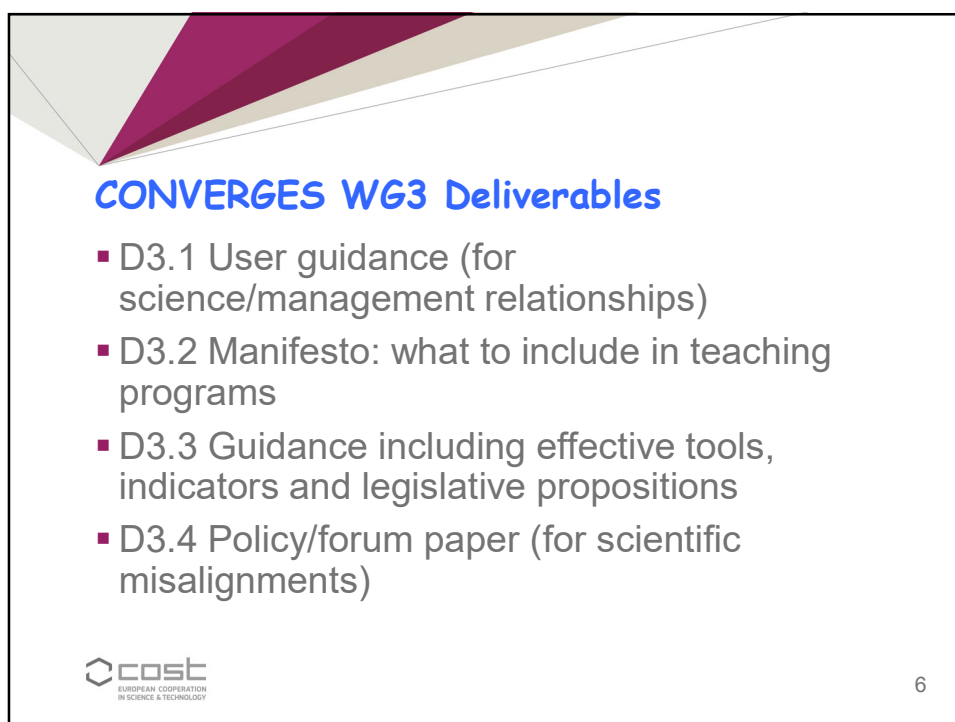 CONVERGES WG3 Deliverables
▪ D3.1 User guidance (for
science/management relationships)
▪ D3.2 Manifesto: what to include in teaching
programs
▪ D3.3 Guidance including effective tools,
indicators and legislative propositions
▪ D3.4 Policy/forum paper (for scientific
misalignments)
cost
EUROPEAN COOPERATION
IN SCIENCE & TECHNOLOGY
6